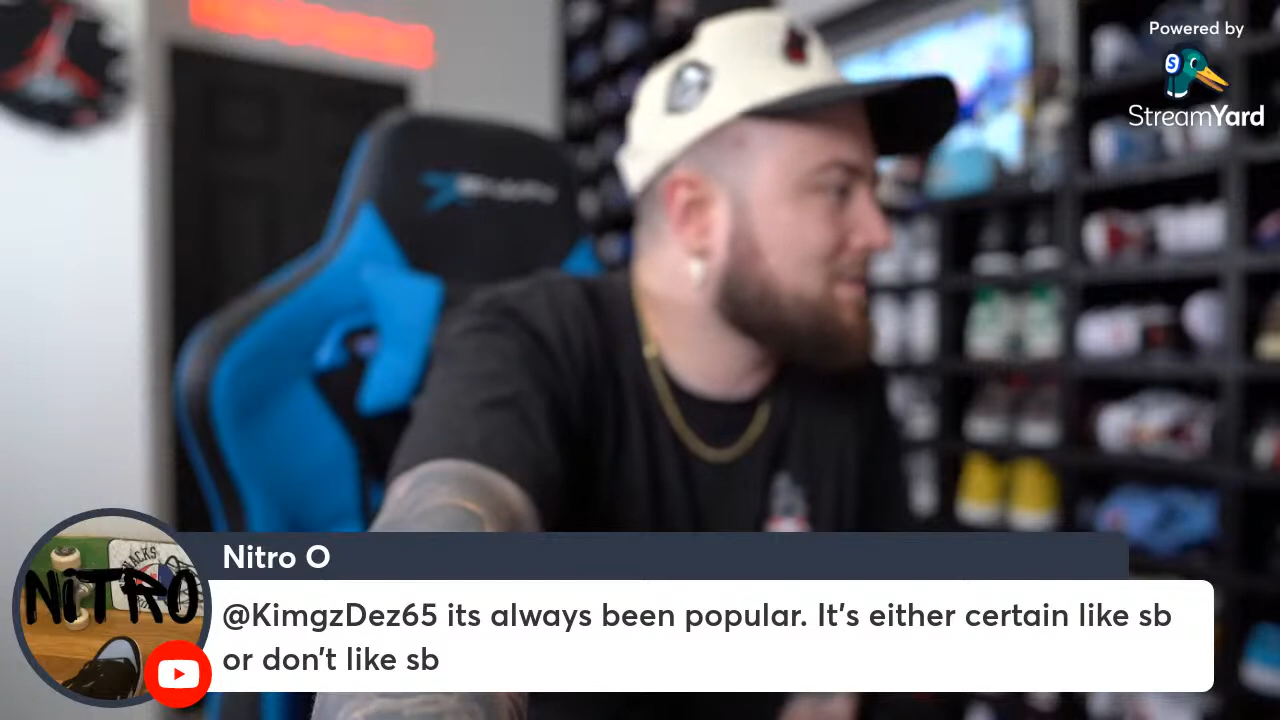 Powered by
S
StreamYard
NiTRO
Nitro O
@KimgzDez65 its always been popular. It's either certain like sb
or don't like sb